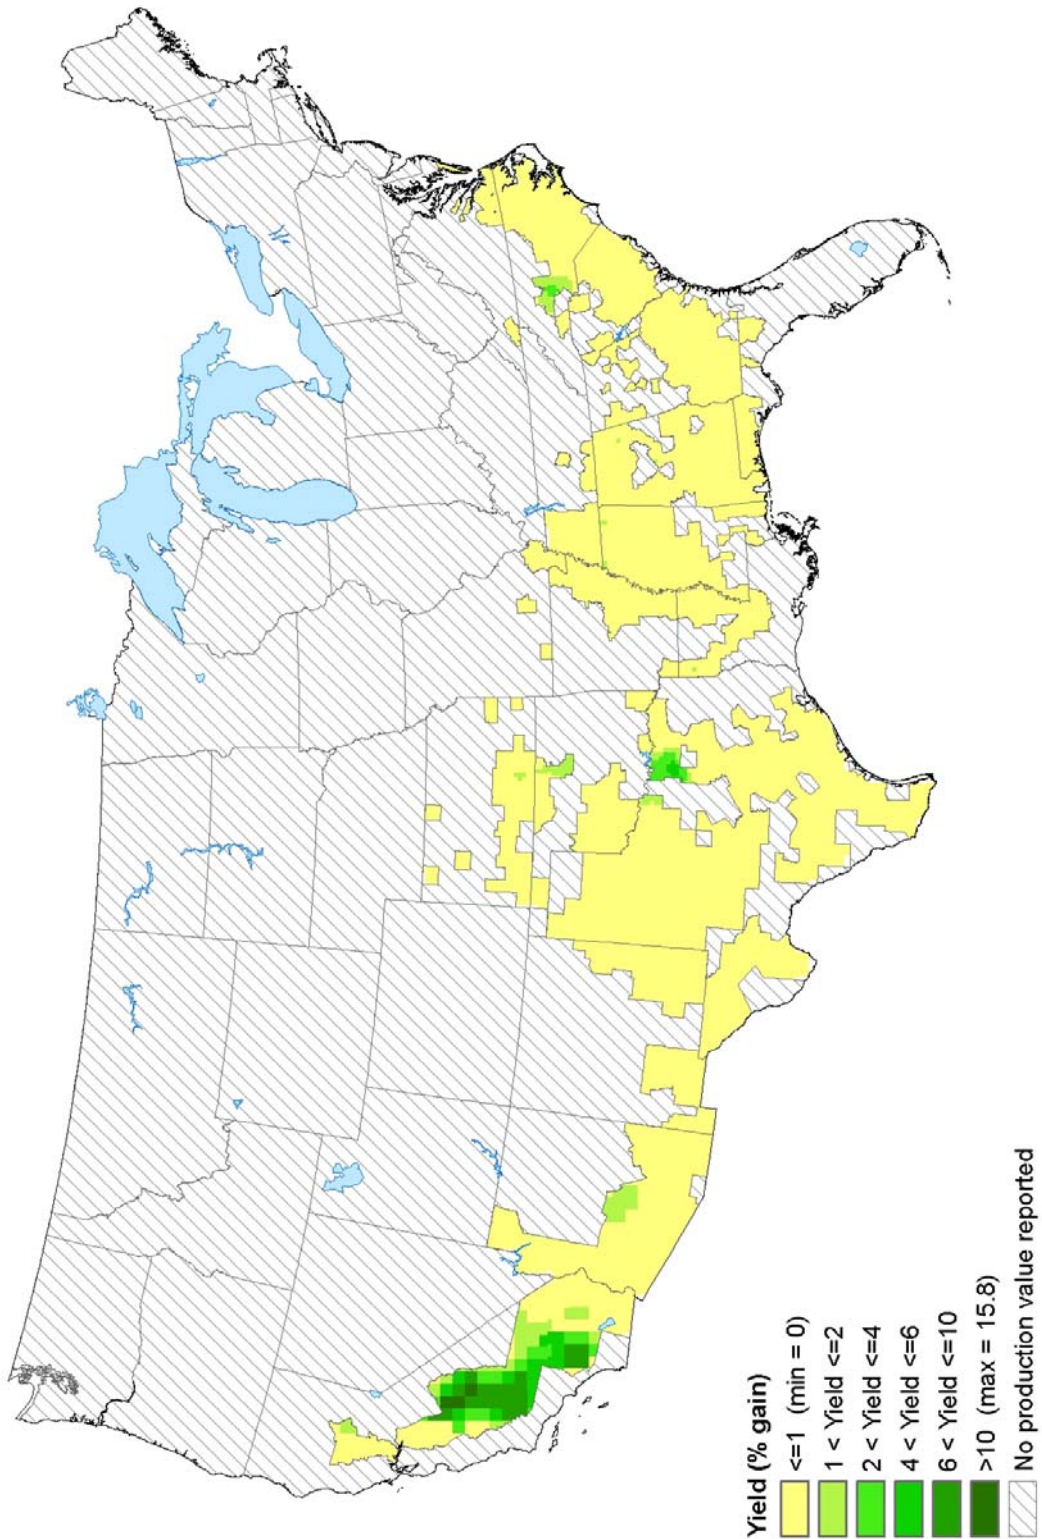 Yield (% gain)
<=1 (min = 0)
1 < Yield <=2
2 < Yield <=4
4 < Yield <=6
6 < Yield <=10
>10 (max = 15.8)
No production value reported